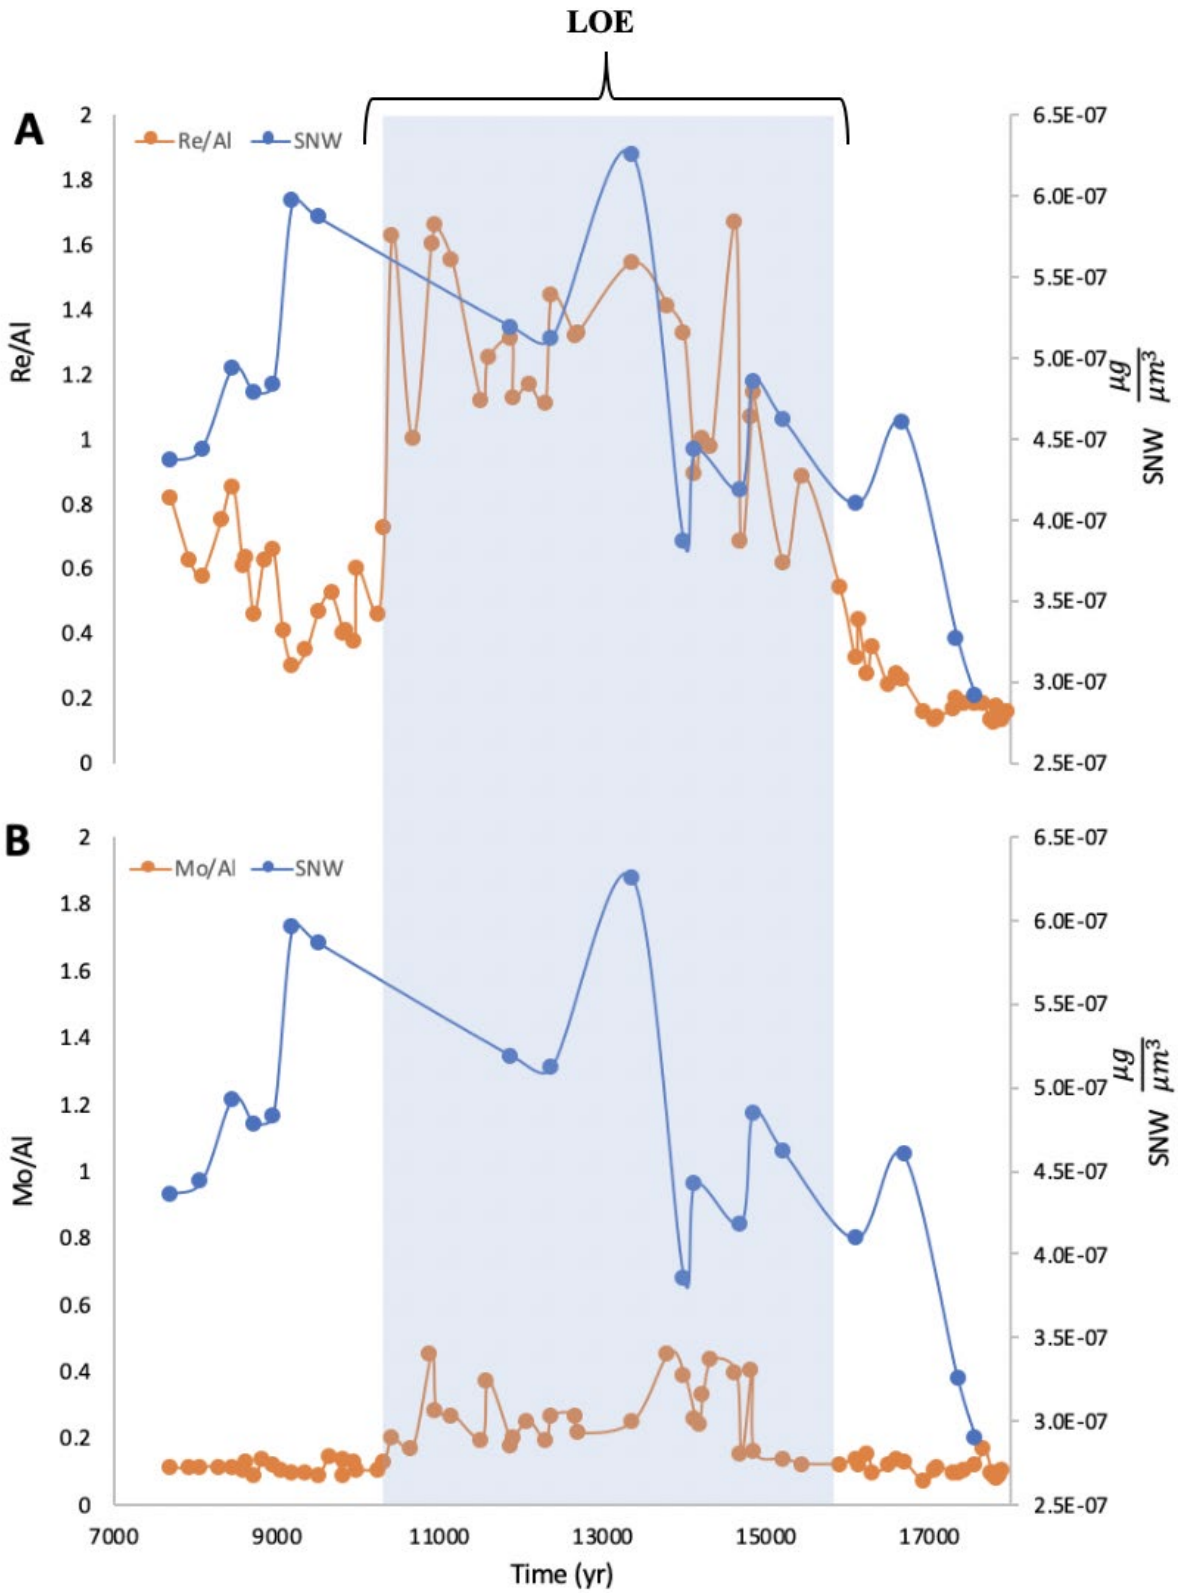 LOE
A
Re/Al SNW
2
1.8
1.6
1.4
1.2
1
0.8
0.6
0.4
0.2
0
Re/Al
6.5E-07
6.0E-07
5.5E-07
5.0E-07
4.5E-07
4.0E-07
3.5E-07
3.0E-07
2.5E-07
SNW μg/μm³
B
Mo/Al SNW
2
1.8
1.6
1.4
1.2
1
0.8
0.6
0.4
0.2
0
Mo/Al
6.5E-07
6.0E-07
5.5E-07
5.0E-07
4.5E-07
4.0E-07
3.5E-07
3.0E-07
2.5E-07
SNW μg/μm³
7000 9000 11000 13000 15000 17000
Time (yr)